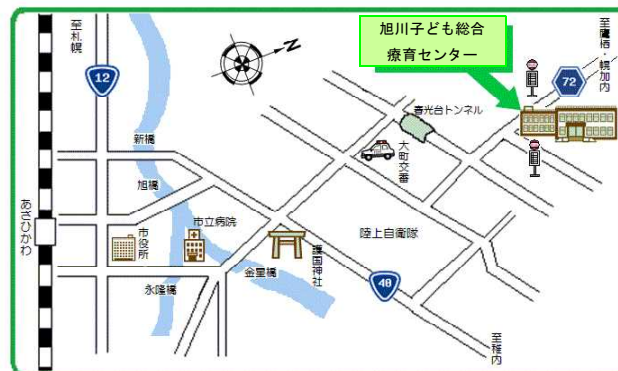 旭川子ども総合
療育センター
至札幌
12
N
至鷹栖・幌加内
72
春光台トンネル
大町交番
新橋
旭橋
あさひかわ
市役所
市立病院
護国神社
陸上自衛隊
金星橋
永隆橋
40
至稚内